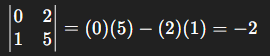 |0 2|
|1 5| = (0)(5) − (2)(1) = −2